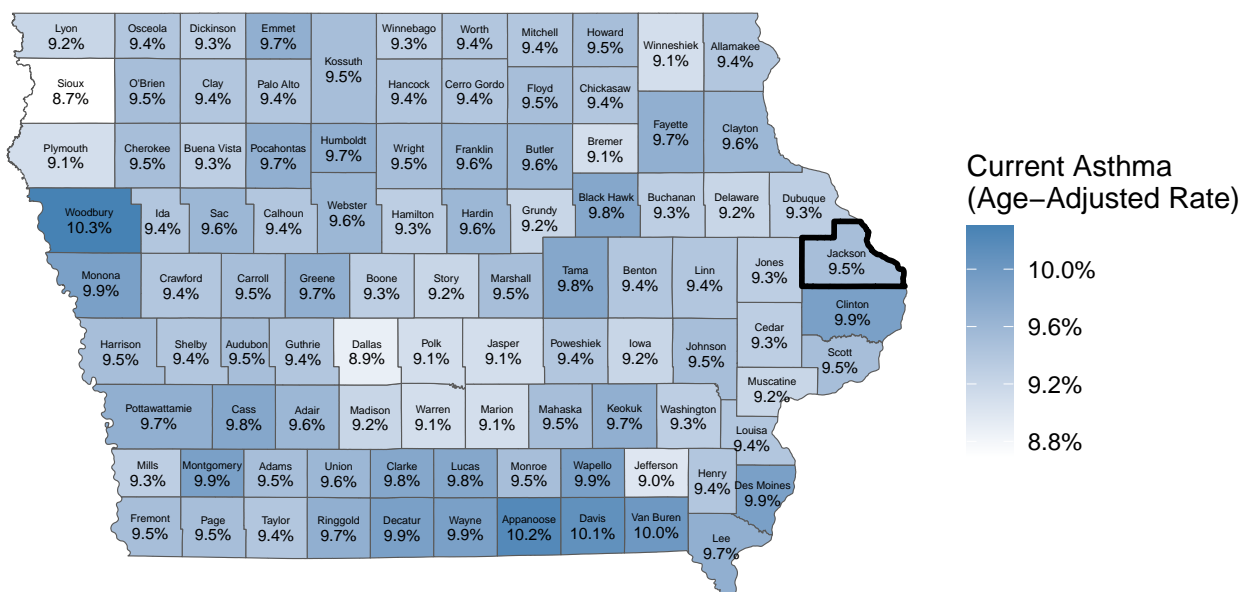 Lyon
9.2%
Osceola
9.4%
Dickinson
9.3%
Emmet
9.7%
Kossuth
9.5%
Winnebago
9.3%
Worth
9.4%
Mitchell
9.4%
Howard
9.5%
Winneshiek
9.1%
Allamakee
9.4%
Sioux
8.7%
O'Brien
9.5%
Clay
9.4%
Palo Alto
9.4%
Hancock
9.4%
Cerro Gordo
9.4%
Floyd
9.5%
Chickasaw
9.4%
Fayette
9.7%
Clayton
9.6%
Plymouth
9.1%
Cherokee
9.5%
Buena Vista
9.3%
Pocahontas
9.7%
Humboldt
9.7%
Wright
9.5%
Franklin
9.6%
Butler
9.6%
Bremer
9.1%
Woodbury
10.3%
Ida
9.4%
Sac
9.6%
Calhoun
9.4%
Webster
9.6%
Hamilton
9.3%
Hardin
9.6%
Grundy
9.2%
Black Hawk
9.8%
Buchanan
9.3%
Delaware
9.2%
Dubuque
9.3%
Monona
9.9%
Crawford
9.4%
Carroll
9.5%
Greene
9.7%
Boone
9.3%
Story
9.2%
Marshall
9.5%
Tama
9.8%
Benton
9.4%
Linn
9.4%
Jones
9.3%
Jackson
9.5%
Clinton
9.9%
Harrison
9.5%
Shelby
9.4%
Audubon
9.5%
Guthrie
9.4%
Dallas
8.9%
Polk
9.1%
Jasper
9.1%
Poweshiek
9.4%
Iowa
9.2%
Johnson
9.5%
Cedar
9.3%
Scott
9.5%
Muscatine
9.2%
Pottawattamie
9.7%
Cass
9.8%
Adair
9.6%
Madison
9.2%
Warren
9.1%
Marion
9.1%
Mahaska
9.5%
Keokuk
9.7%
Washington
9.3%
Louisa
9.4%
Mills
9.3%
Montgomery
9.9%
Adams
9.5%
Union
9.6%
Clarke
9.8%
Lucas
9.8%
Monroe
9.5%
Wapello
9.9%
Jefferson
9.0%
Henry
9.4%
Des Moines
9.9%
Fremont
9.5%
Page
9.5%
Taylor
9.4%
Ringgold
9.7%
Decatur
9.9%
Wayne
9.9%
Appanoose
10.2%
Davis
10.1%
Van Buren
10.0%
Lee
9.7%
Current Asthma
(Age−Adjusted Rate)
10.0%
9.6%
9.2%
8.8%